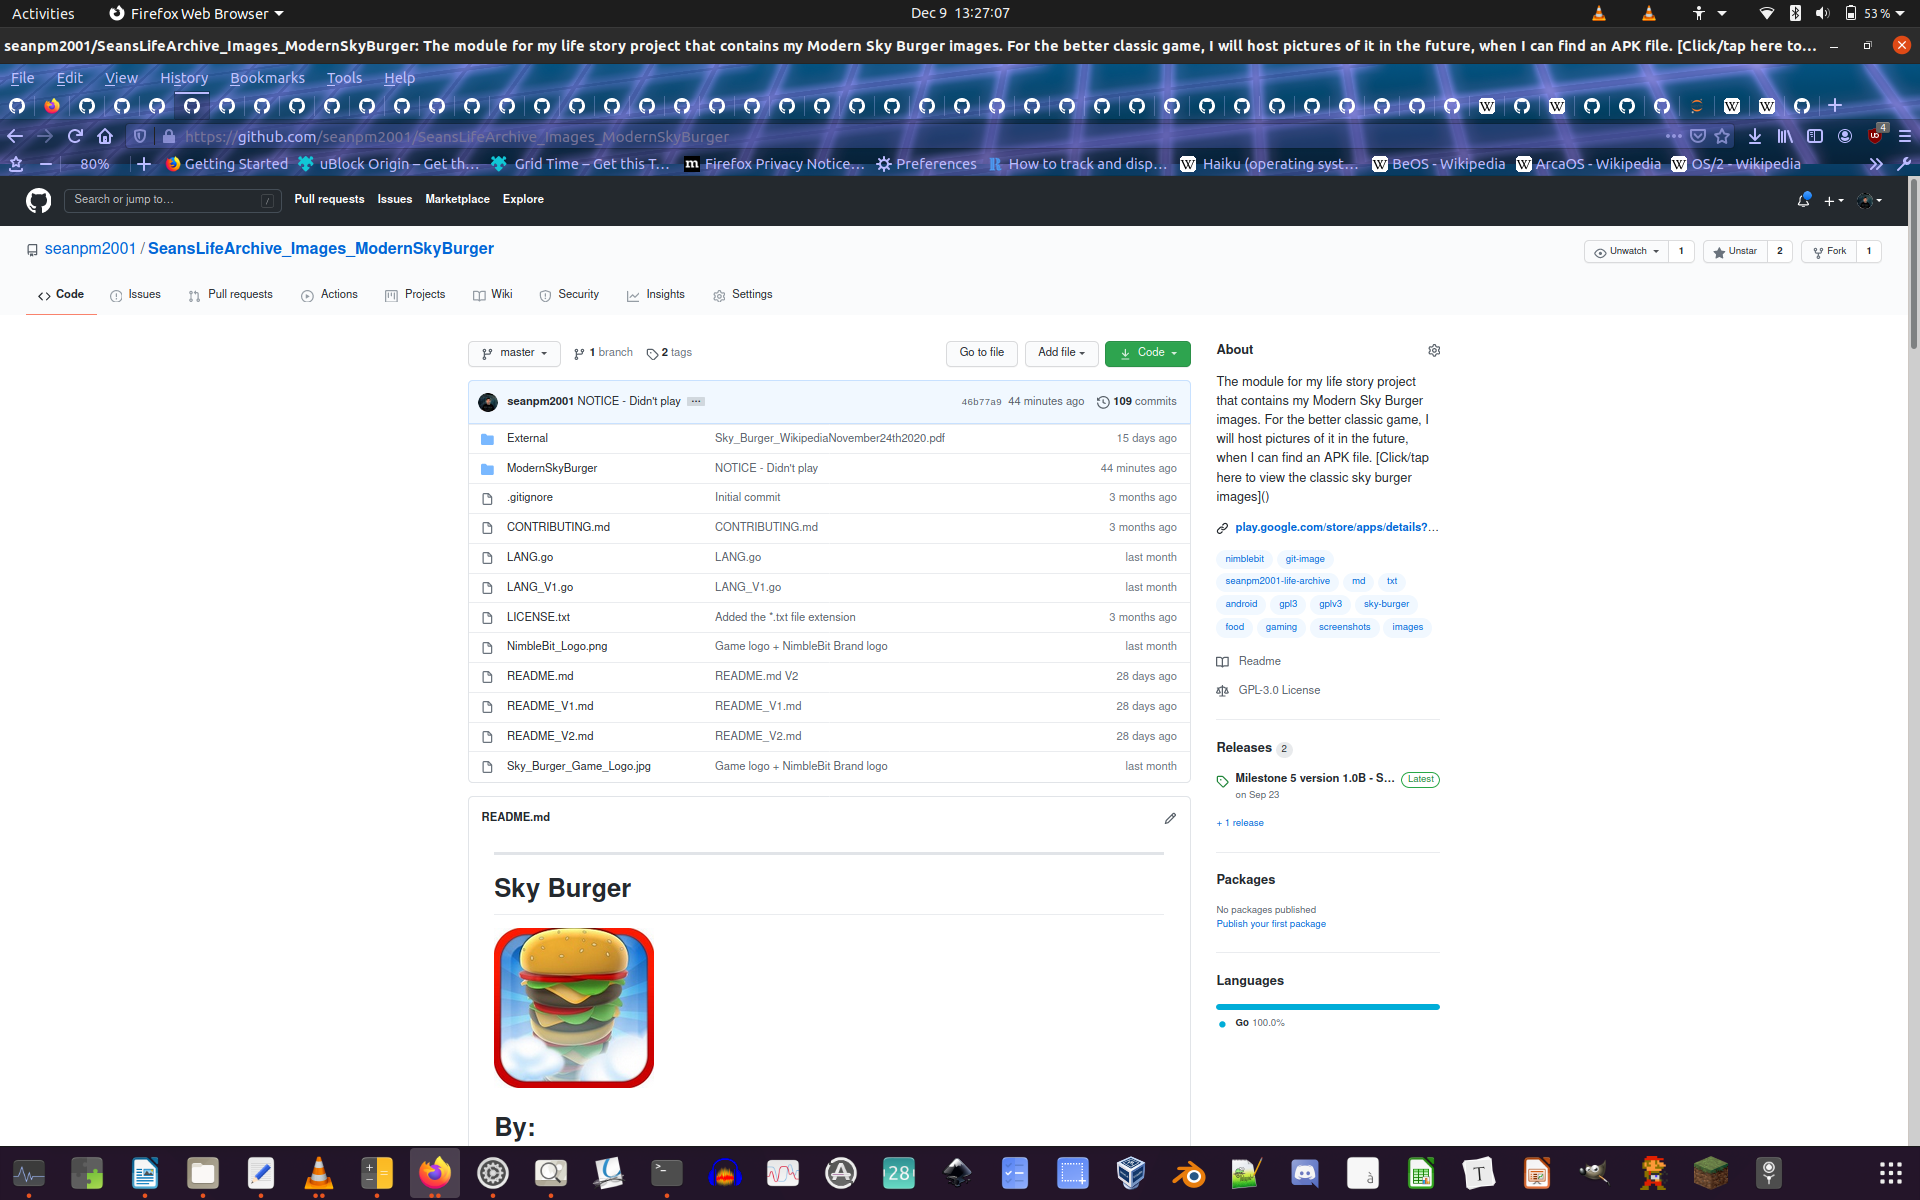 Activities
Firefox Web Browser
Dec 9 13:27:07
53 %
seanpm2001/SeansLifeArchive_Images_ModernSkyBurger: The module for my life story project that contains my Modern Sky Burger images. For the better classic game, I will host pictures of it in the future, when I can find an APK file. [Click/tap here to...
File Edit View History Bookmarks Tools Help
https://github.com/seanpm2001/SeansLifeArchive_Images_ModernSkyBurger
4
80%
Getting Started
uBlock Origin – Get th…
Grid Time – Get this T…
Firefox Privacy Notice…
Preferences
How to track and disp…
Haiku (operating syst…
BeOS - Wikipedia
ArcaOS - Wikipedia
OS/2 - Wikipedia
Search or jump to… /
Pull requests Issues Marketplace Explore
seanpm2001 / SeansLifeArchive_Images_ModernSkyBurger
Unwatch 1
Unstar 2
Fork 1
Code Issues Pull requests Actions Projects Wiki Security Insights Settings
master 1 branch 2 tags
Go to file Add file Code
seanpm2001 NOTICE - Didn't play 46b77a9 44 minutes ago 109 commits
External Sky_Burger_WikipediaNovember24th2020.pdf 15 days ago
ModernSkyBurger NOTICE - Didn't play 44 minutes ago
.gitignore Initial commit 3 months ago
CONTRIBUTING.md CONTRIBUTING.md 3 months ago
LANG.go LANG.go last month
LANG_V1.go LANG_V1.go last month
LICENSE.txt Added the *.txt file extension 3 months ago
NimbleBit_Logo.png Game logo + NimbleBit Brand logo last month
README.md README.md V2 28 days ago
README_V1.md README_V1.md 28 days ago
README_V2.md README_V2.md 28 days ago
Sky_Burger_Game_Logo.jpg Game logo + NimbleBit Brand logo last month
README.md
Sky Burger
By:
About
The module for my life story project
that contains my Modern Sky Burger
images. For the better classic game, I
will host pictures of it in the future,
when I can find an APK file. [Click/tap
here to view the classic sky burger
images]()
play.google.com/store/apps/details?…
nimblebit git-image
seanpm2001-life-archive md txt
android gpl3 gplv3 sky-burger
food gaming screenshots images
Readme
GPL-3.0 License
Releases 2
Milestone 5 version 1.0B - S… Latest
on Sep 23
+ 1 release
Packages
No packages published
Publish your first package
Languages
Go 100.0%
28